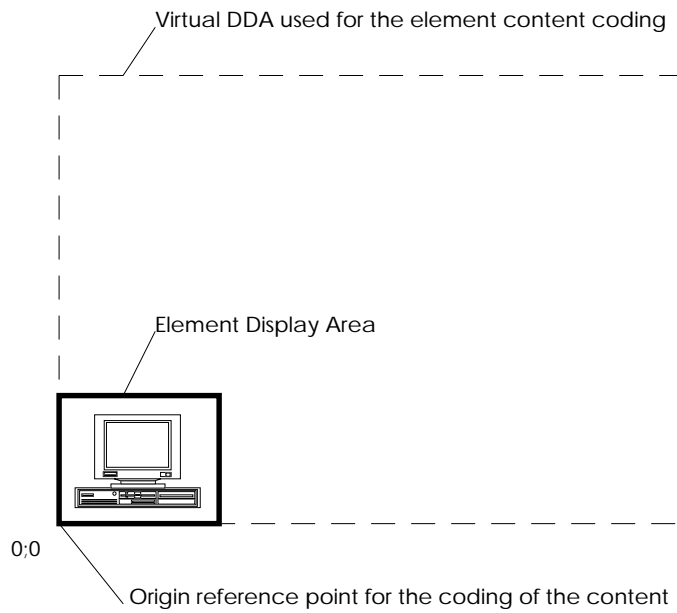 Virtual DDA used for the element content coding
Element Display Area
0;0
Origin reference point for the coding of the content